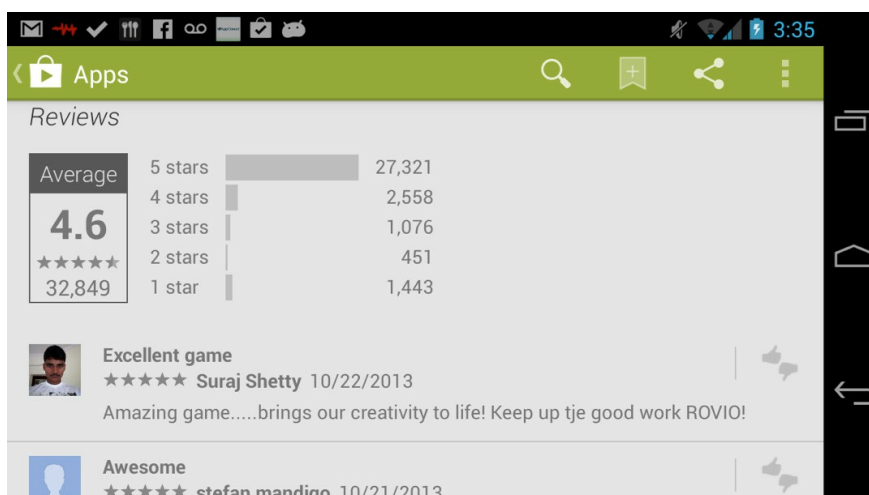 3:35
Apps
Reviews
Average
4.6
32,849
5 stars 27,321
4 stars 2,558
3 stars 1,076
2 stars 451
1 star 1,443
Excellent game
Suraj Shetty 10/22/2013
Amazing game.....brings our creativity to life! Keep up tje good work ROVIO!
Awesome
stefan mandigo 10/21/2013